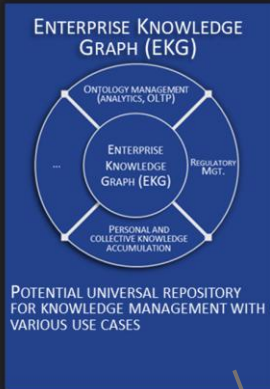 ENTERPRISE KNOWLEDGE
GRAPH (EKG)
ONTOLOGY MANAGEMENT
(ANALYTICS, OLTP)
...
ENTERPRISE
KNOWLEDGE
GRAPH (EKG)
REGULATORY
MGT.
PERSONAL AND
COLLECTIVE KNOWLEDGE
ACCUMULATION
POTENTIAL UNIVERSAL REPOSITORY
FOR KNOWLEDGE MANAGEMENT WITH
VARIOUS USE CASES